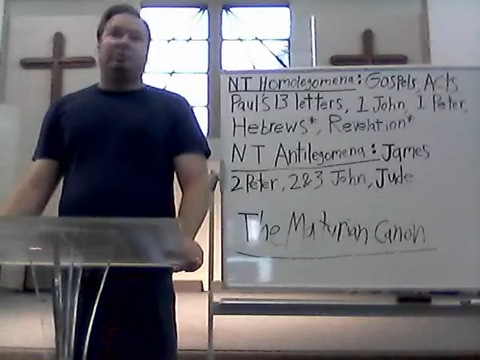 NT Homolegomena: Gospels, Acts
Paul's 13 letters, 1 John, 1 Peter,
Hebrews*, Revelation*
NT Antilegomena: James
2 Peter, 2&3 John, Jude
The Maturian Canon